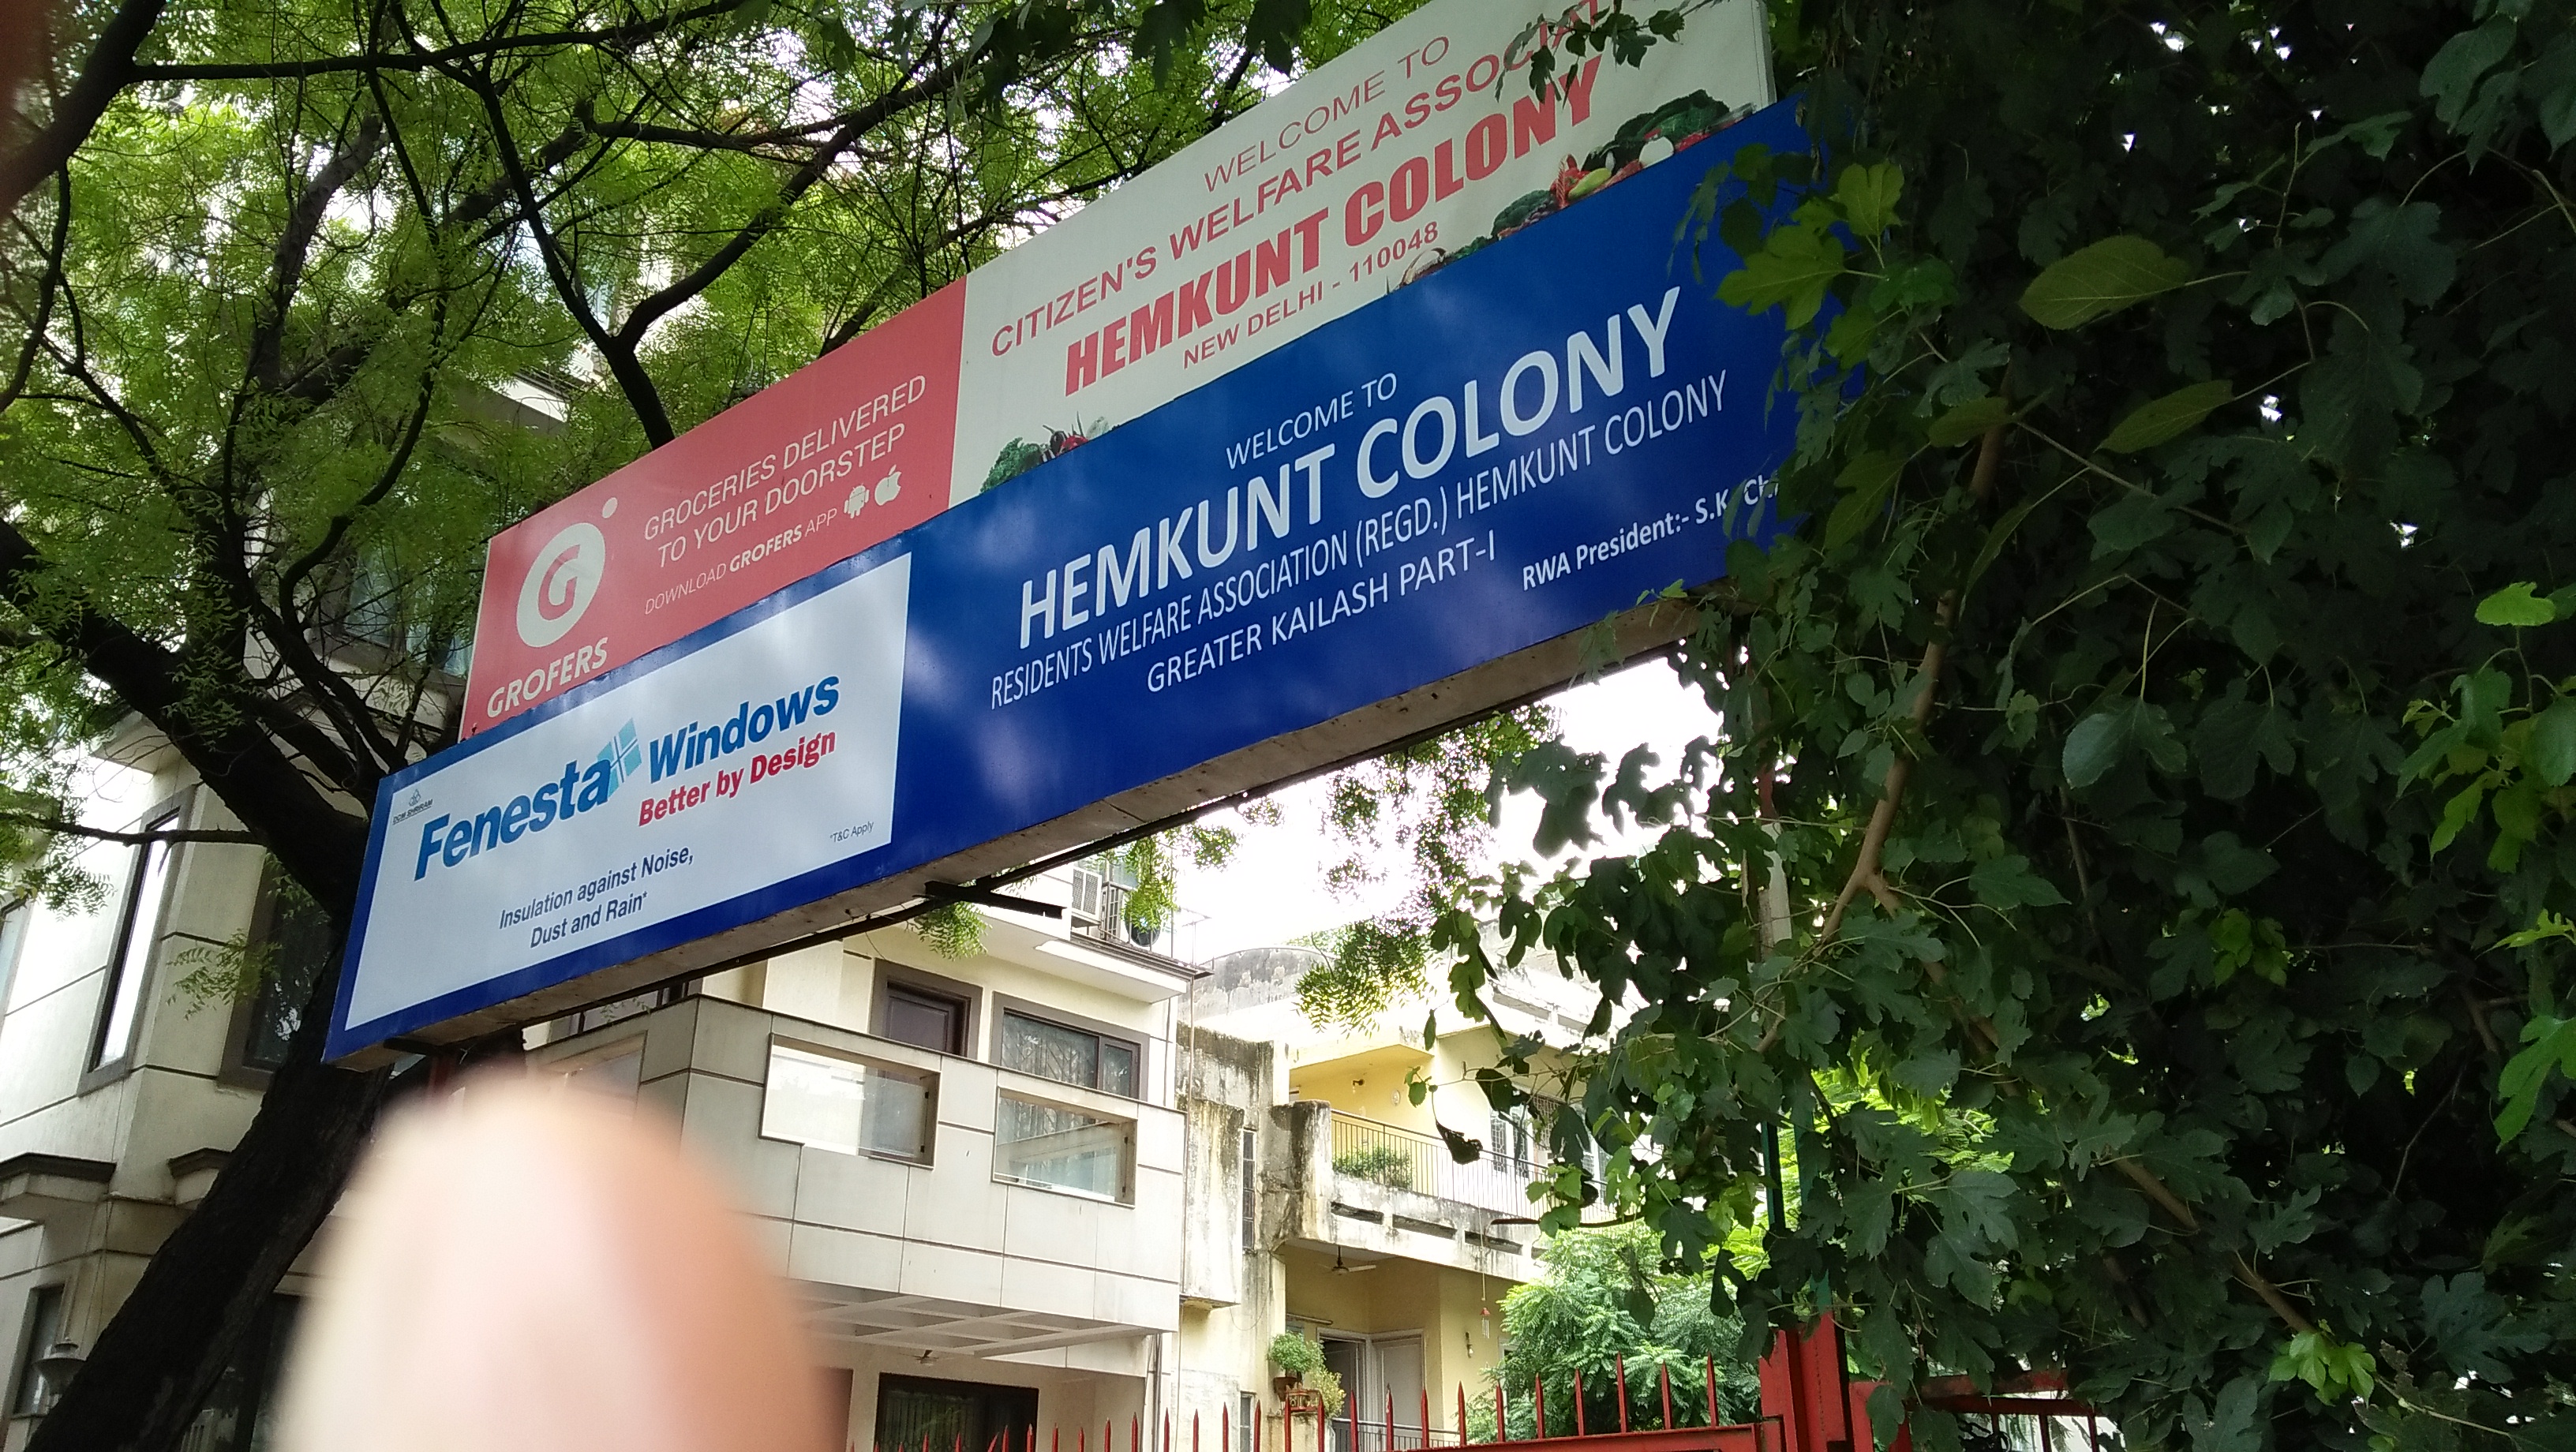 WELCOME TO
CITIZEN'S WELFARE
HEMKUNT COLONY
NEW DELHI - 110048
GROCERIES DELIVERED
TO YOUR DOORSTEP
DOWNLOAD GROFERS APP
G
GROFERS
WELCOME TO
HEMKUNT COLONY
RESIDENTS WELFARE ASSOCIATION (REGD.) HEMKUNT COLONY
GREATER KAILASH PART-I
RWA President:- S.K.
DCM SHRIRAM
Fenesta Windows
Better by Design
*T&C Apply
Insulation against Noise,
Dust and Rain*